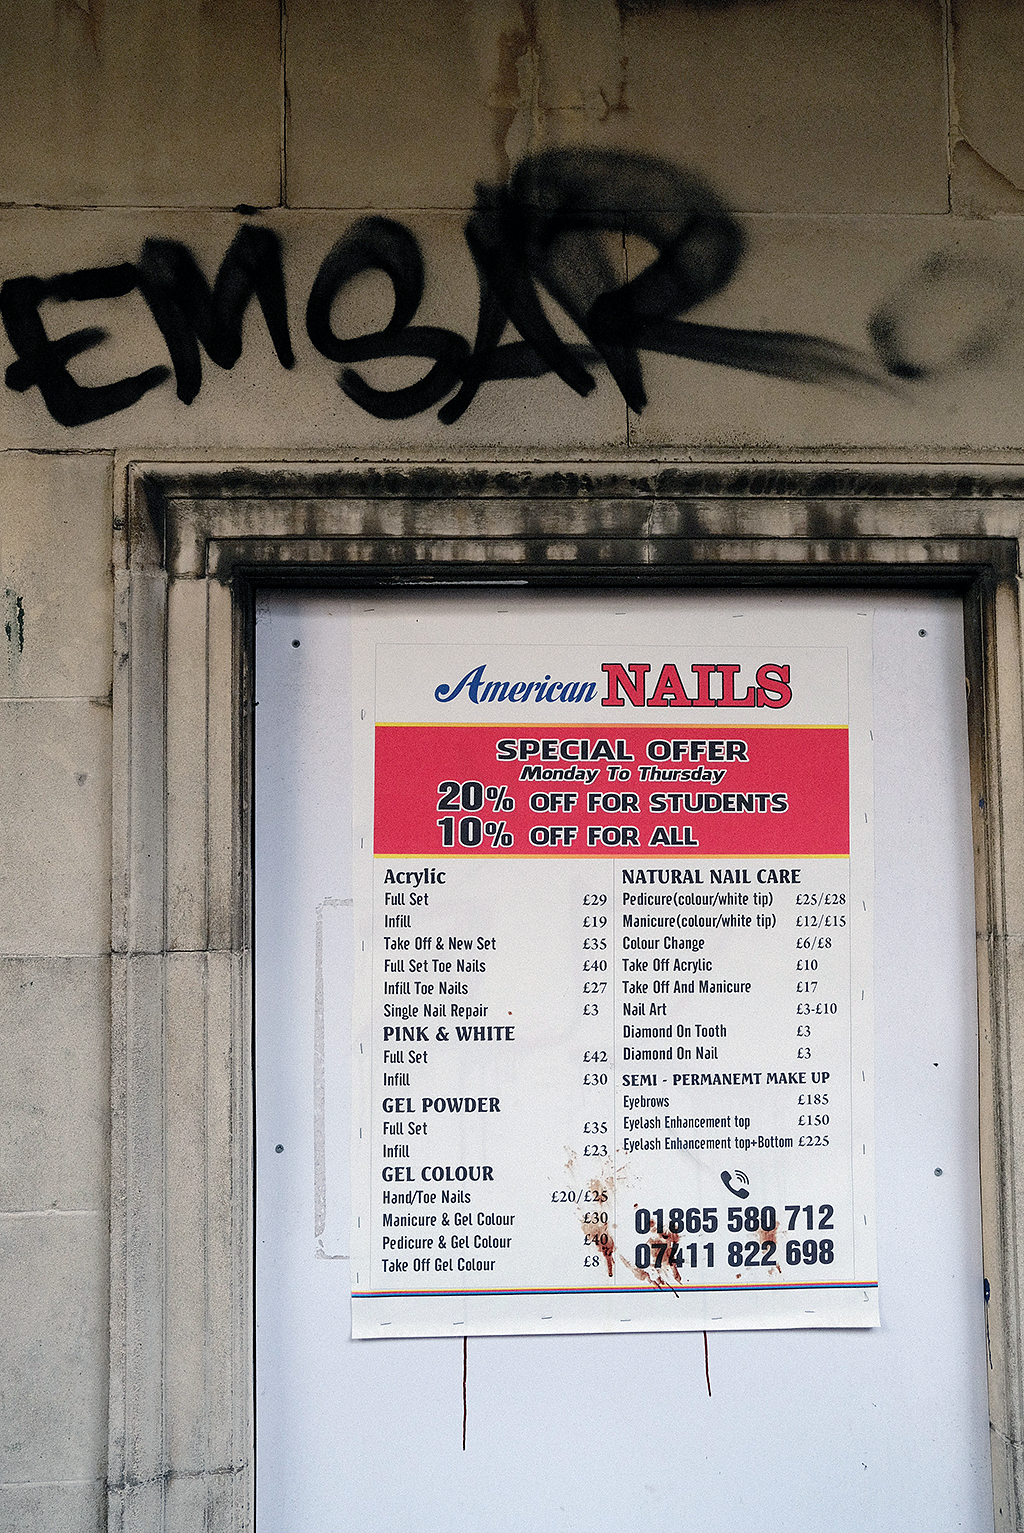 EMSAR
American NAILS
SPECIAL OFFER
Monday To Thursday
20% OFF FOR STUDENTS
10% OFF FOR ALL
Acrylic
Full Set £29
Infill £19
Take Off & New Set £35
Full Set Toe Nails £40
Infill Toe Nails £27
Single Nail Repair £3
PINK & WHITE
Full Set £42
Infill £30
GEL POWDER
Full Set £35
Infill £23
GEL COLOUR
Hand/Toe Nails £20/£25
Manicure & Gel Colour £30
Pedicure & Gel Colour £40
Take Off Gel Colour £8
NATURAL NAIL CARE
Pedicure(colour/white tip) £25/£28
Manicure(colour/white tip) £12/£15
Colour Change £6/£8
Take Off Acrylic £10
Take Off And Manicure £17
Nail Art £3-£10
Diamond On Tooth £3
Diamond On Nail £3
SEMI - PERMANEMT MAKE UP
Eyebrows £185
Eyelash Enhancement top £150
Eyelash Enhancement top+Bottom £225
01865 580 712
07411 822 698